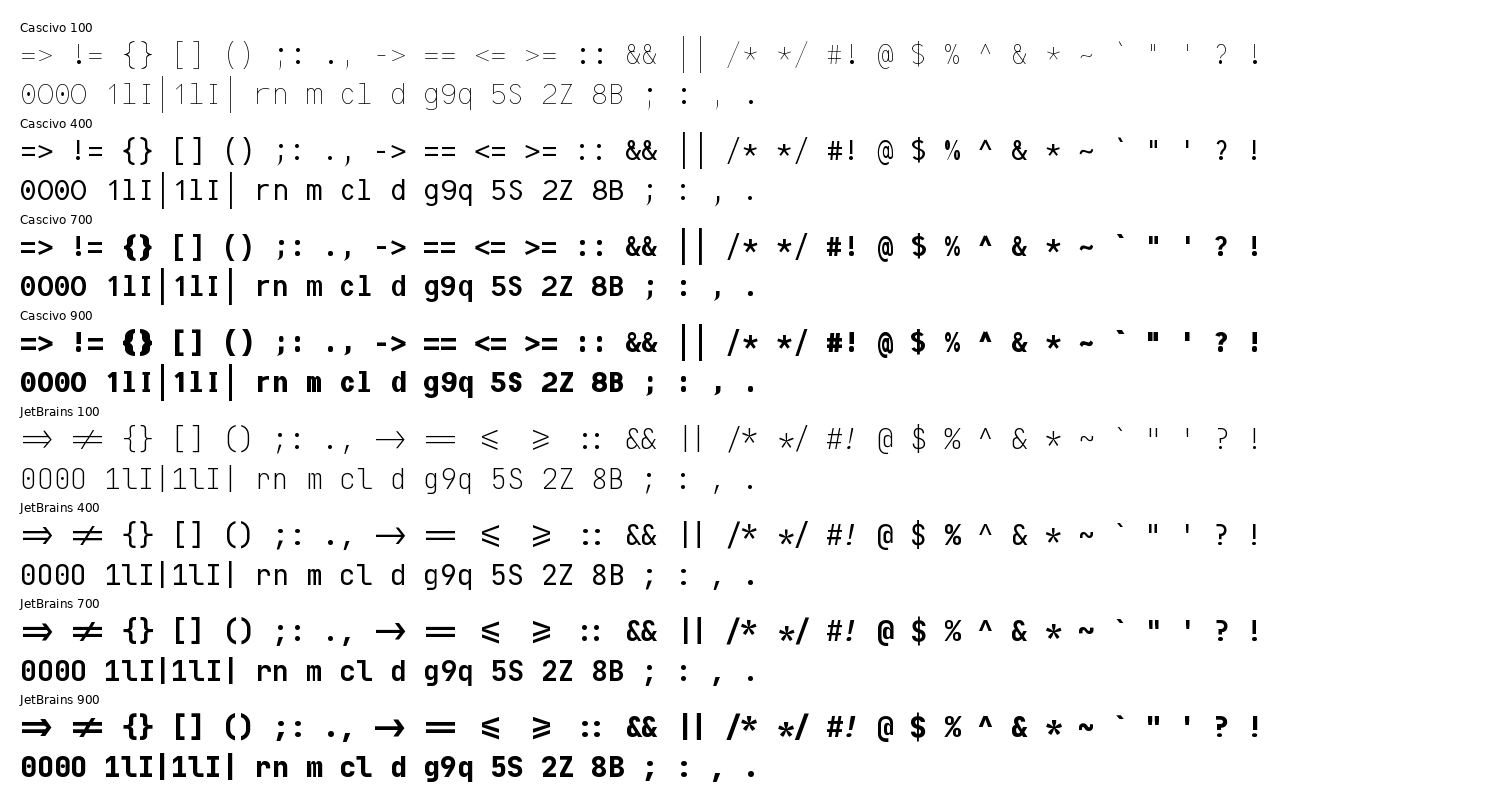 Cascivo 100
=> != {} [] () ;: ., -> == <= >= :: && || /* */ #! @ $ % ^ & * ~ ` " ' ? !
0O0O 1lI|1lI| rn m cl d g9q 5S 2Z 8B ; : , .
Cascivo 400
=> != {} [] () ;: ., -> == <= >= :: && || /* */ #! @ $ % ^ & * ~ ` " ' ? !
0O0O 1lI|1lI| rn m cl d g9q 5S 2Z 8B ; : , .
Cascivo 700
=> != {} [] () ;: ., -> == <= >= :: && || /* */ #! @ $ % ^ & * ~ ` " ' ? !
0O0O 1lI|1lI| rn m cl d g9q 5S 2Z 8B ; : , .
Cascivo 900
=> != {} [] () ;: ., -> == <= >= :: && || /* */ #! @ $ % ^ & * ~ ` " ' ? !
0O0O 1lI|1lI| rn m cl d g9q 5S 2Z 8B ; : , .
JetBrains 100
=> != {} [] () ;: ., -> == <= >= :: && || /* */ #! @ $ % ^ & * ~ ` " ' ? !
0O0O 1lI|1lI| rn m cl d g9q 5S 2Z 8B ; : , .
JetBrains 400
=> != {} [] () ;: ., -> == <= >= :: && || /* */ #! @ $ % ^ & * ~ ` " ' ? !
0O0O 1lI|1lI| rn m cl d g9q 5S 2Z 8B ; : , .
JetBrains 700
=> != {} [] () ;: ., -> == <= >= :: && || /* */ #! @ $ % ^ & * ~ ` " ' ? !
0O0O 1lI|1lI| rn m cl d g9q 5S 2Z 8B ; : , .
JetBrains 900
=> != {} [] () ;: ., -> == <= >= :: && || /* */ #! @ $ % ^ & * ~ ` " ' ? !
0O0O 1lI|1lI| rn m cl d g9q 5S 2Z 8B ; : , .